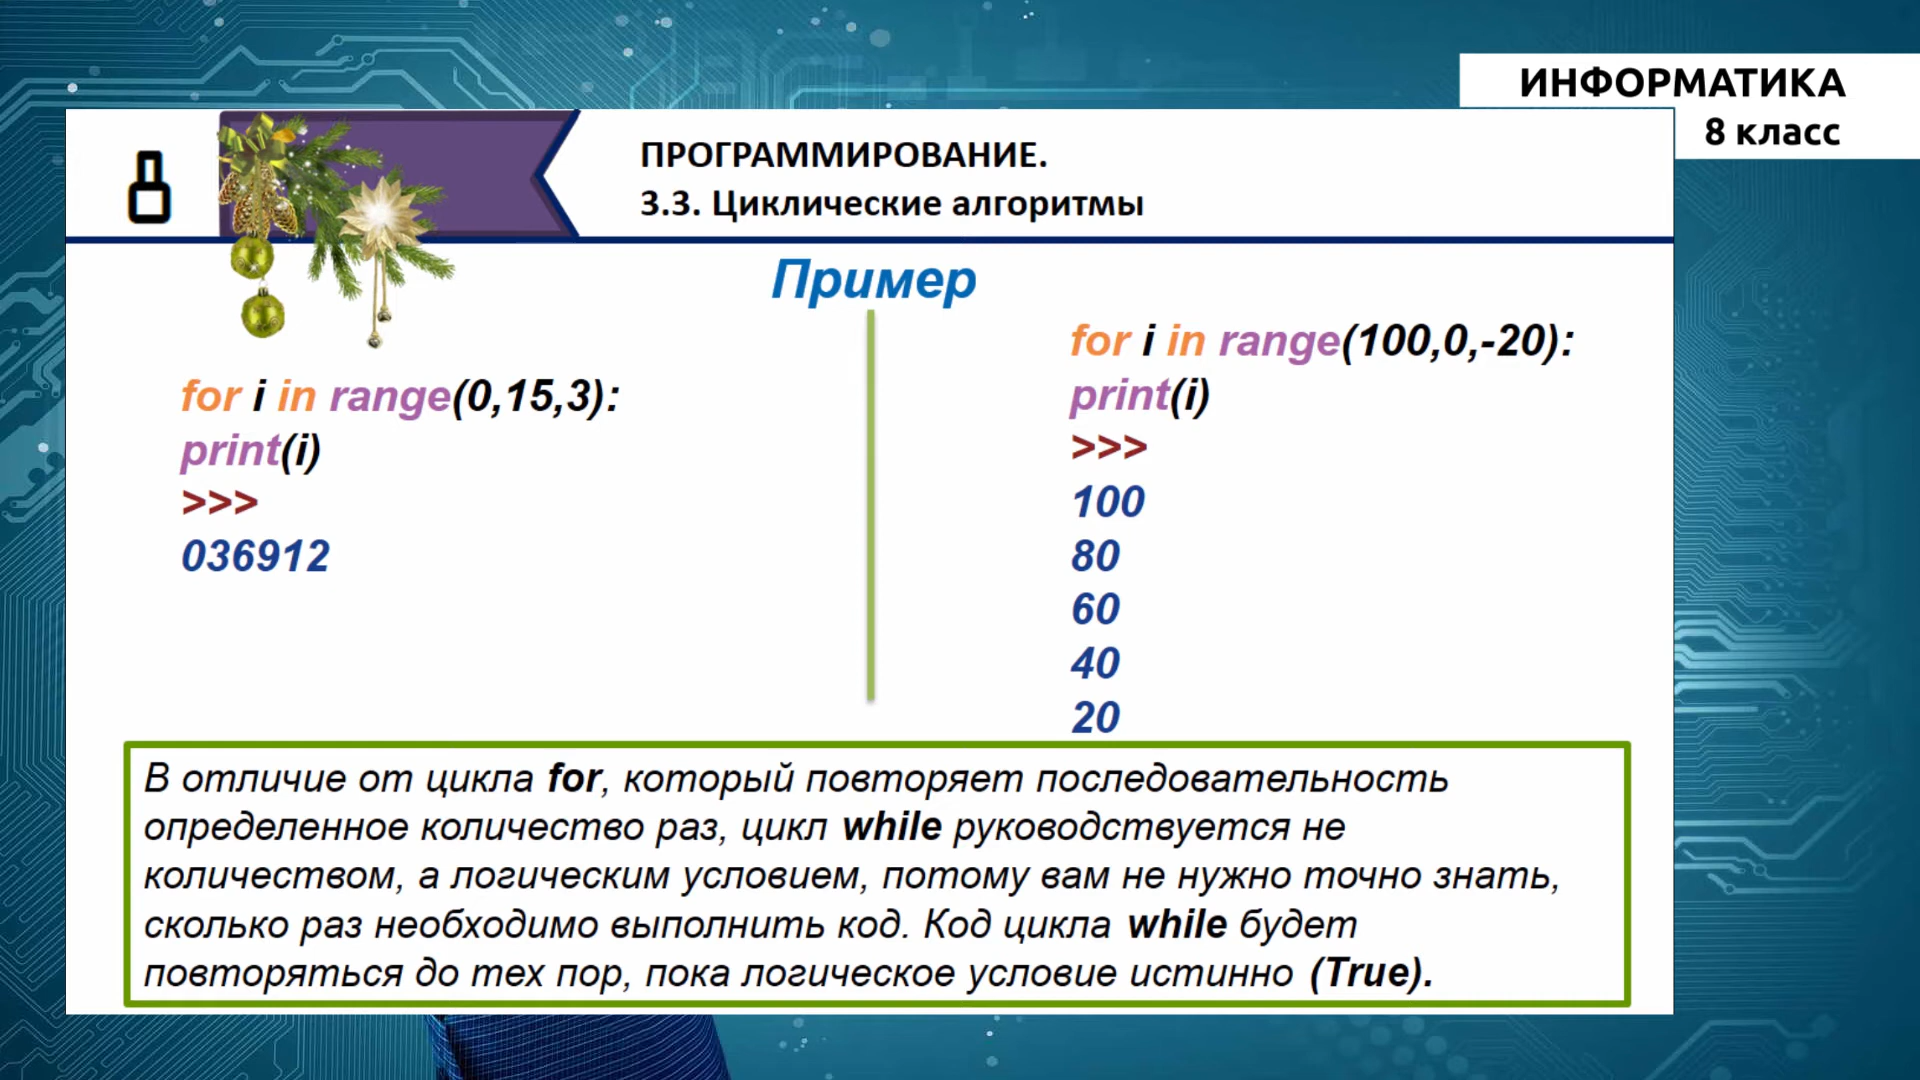 ИНФОРМАТИКА
8 класс
8
ПРОГРАММИРОВАНИЕ.
3.3. Циклические алгоритмы
Пример
for i in range(0,15,3):
print(i)
>>>
036912
for i in range(100,0,-20):
print(i)
>>>
100
80
60
40
20
В отличие от цикла for, который повторяет последовательность
определенное количество раз, цикл while руководствуется не
количеством, а логическим условием, потому вам не нужно точно знать,
сколько раз необходимо выполнить код. Код цикла while будет
повторяться до тех пор, пока логическое условие истинно (True).